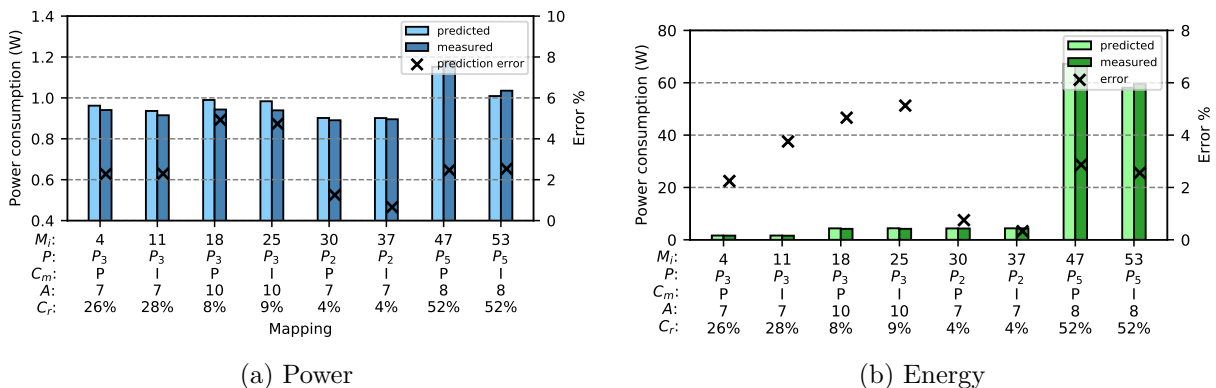 1.4
1.2
1.0
0.8
0.6
0.4
Power consumption (W)
10
8
6
4
2
0
Error %
predicted
measured
prediction error
M_i: 4 11 18 25 30 37 47 53
P: P_3 P_3 P_3 P_3 P_2 P_2 P_5 P_5
C_m: P I P I P I P I
A: 7 7 10 10 7 7 8 8
C_r: 26% 28% 8% 9% 4% 4% 52% 52%
Mapping
(a) Power
80
60
40
20
0
Power consumption (W)
8
6
4
2
0
Error %
predicted
measured
error
M_i: 4 11 18 25 30 37 47 53
P: P_3 P_3 P_3 P_3 P_2 P_2 P_5 P_5
C_m: P I P I P I P I
A: 7 7 10 10 7 7 8 8
C_r: 26% 28% 8% 9% 4% 4% 52% 52%
(b) Energy